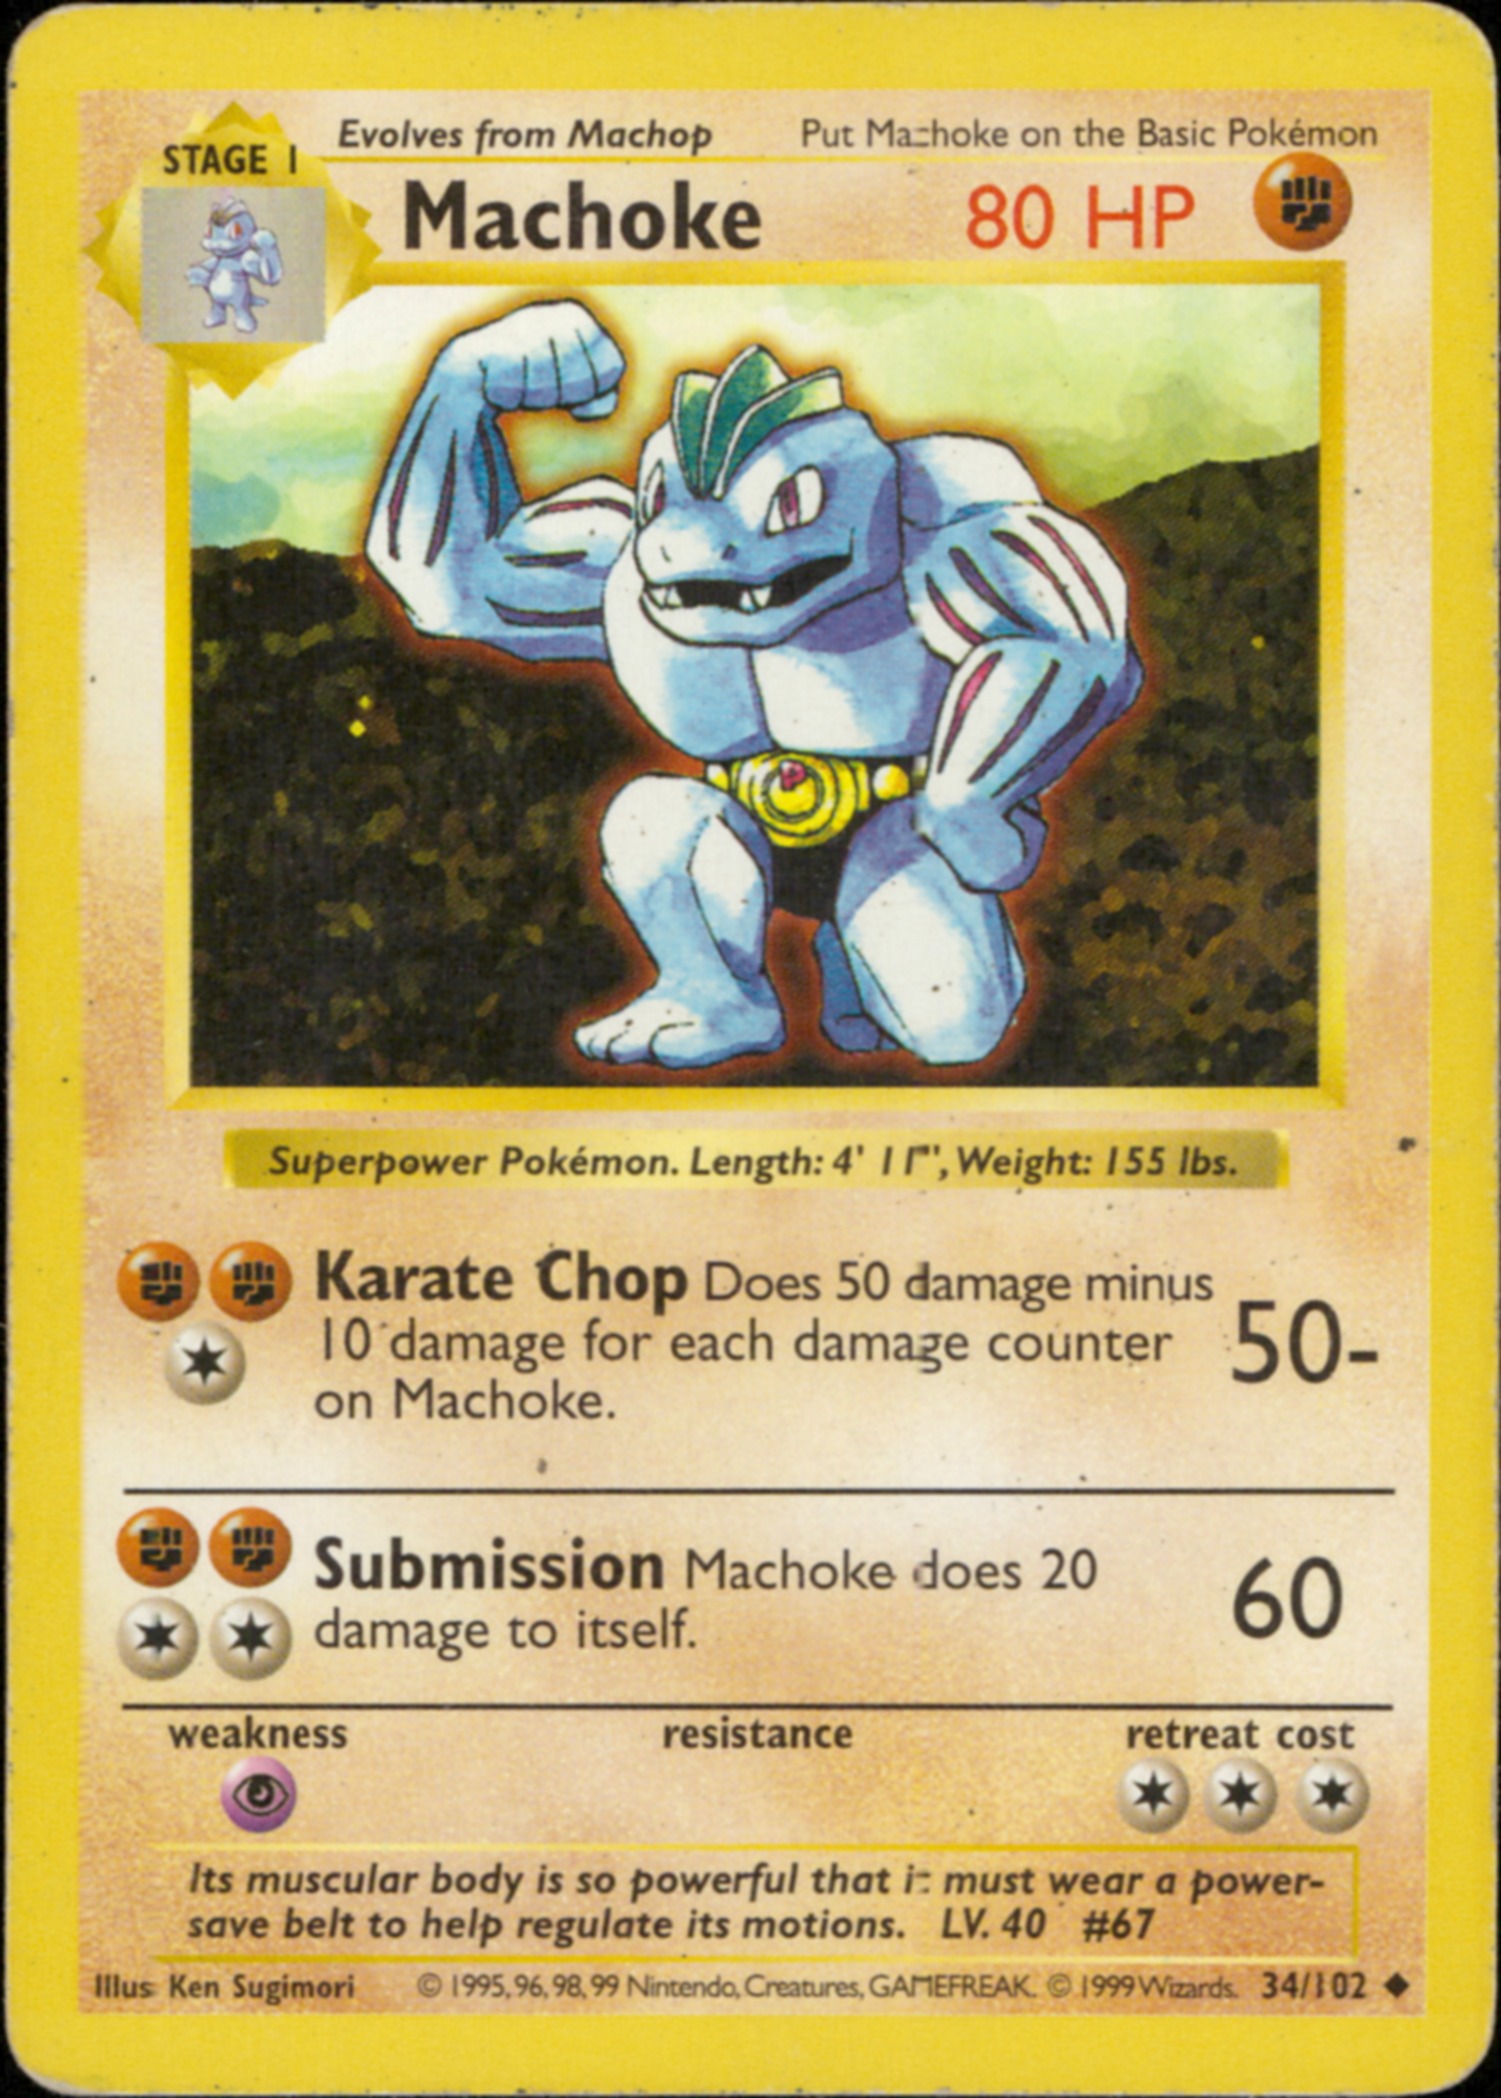 Evolves from Machop Put Machoke on the Basic Pokémon
STAGE 1
Machoke 80 HP
Superpower Pokémon. Length: 4' 11", Weight: 155 lbs.
Karate Chop Does 50 damage minus
10 damage for each damage counter
on Machoke.
50-
Submission Machoke does 20
damage to itself.
60
weakness resistance retreat cost
Its muscular body is so powerful that it must wear a power-
save belt to help regulate its motions. LV. 40 #67
Illus. Ken Sugimori © 1995, 96, 98, 99 Nintendo, Creatures, GAMEFREAK. © 1999 Wizards. 34/102